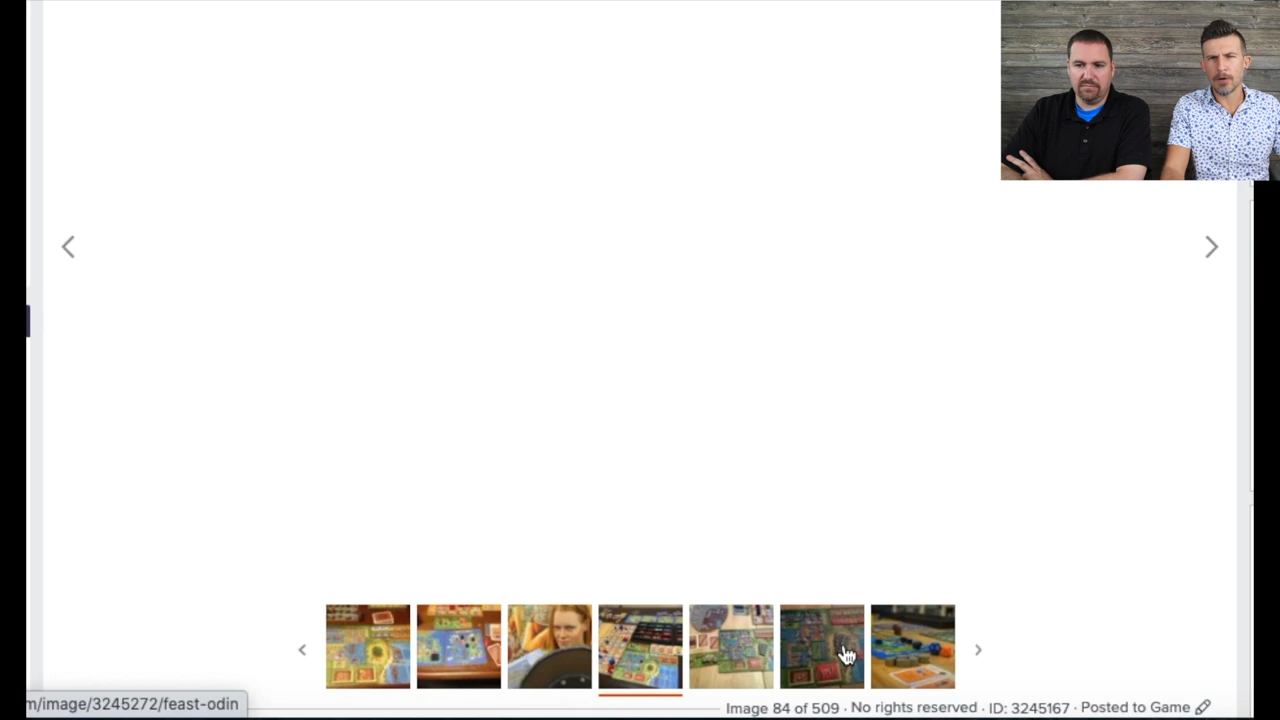 m/image/3245272/feast-odin
Image 84 of 509 · No rights reserved · ID: 3245167 · Posted to Game